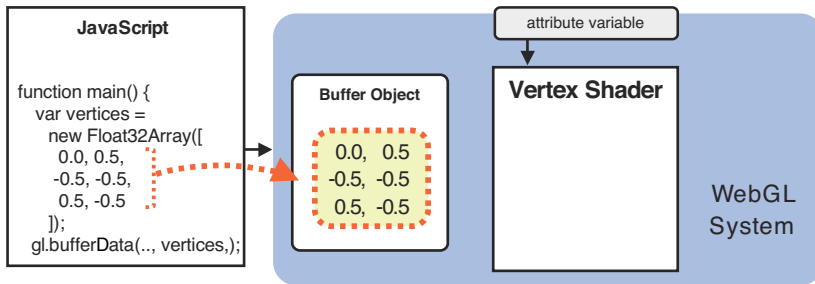 JavaScript
function main() {
var vertices =
new Float32Array([
0.0, 0.5,
-0.5, -0.5,
0.5, -0.5
]);
gl.bufferData(.., vertices,);
Buffer Object
0.0, 0.5
-0.5, -0.5
0.5, -0.5
attribute variable
Vertex Shader
WebGL
System